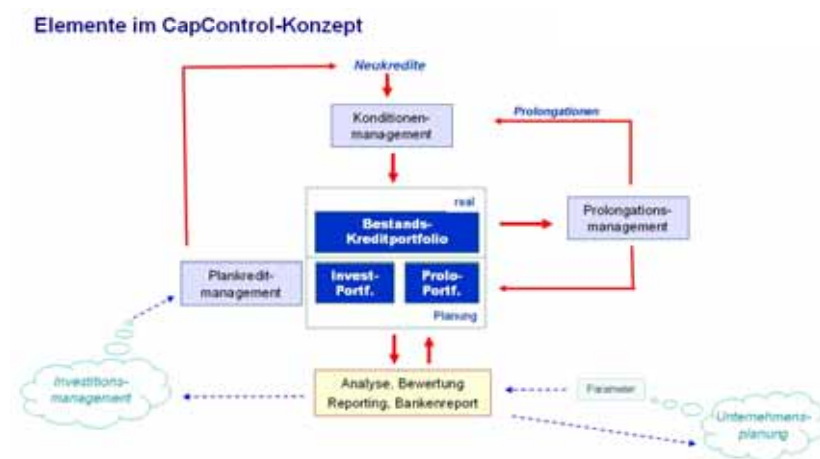 Elemente im CapControl-Konzept
Neukredite
Konditionen-
management
Prolongationen
real
Bestands-
Kreditportfolio
Prolongations-
management
Plankredit-
management
Invest-
Portf.
Prolo-
Portf.
Planung
Investitions-
management
Analyse, Bewertung
Reporting, Bankenreport
Parameter
Unternehmens-
planung